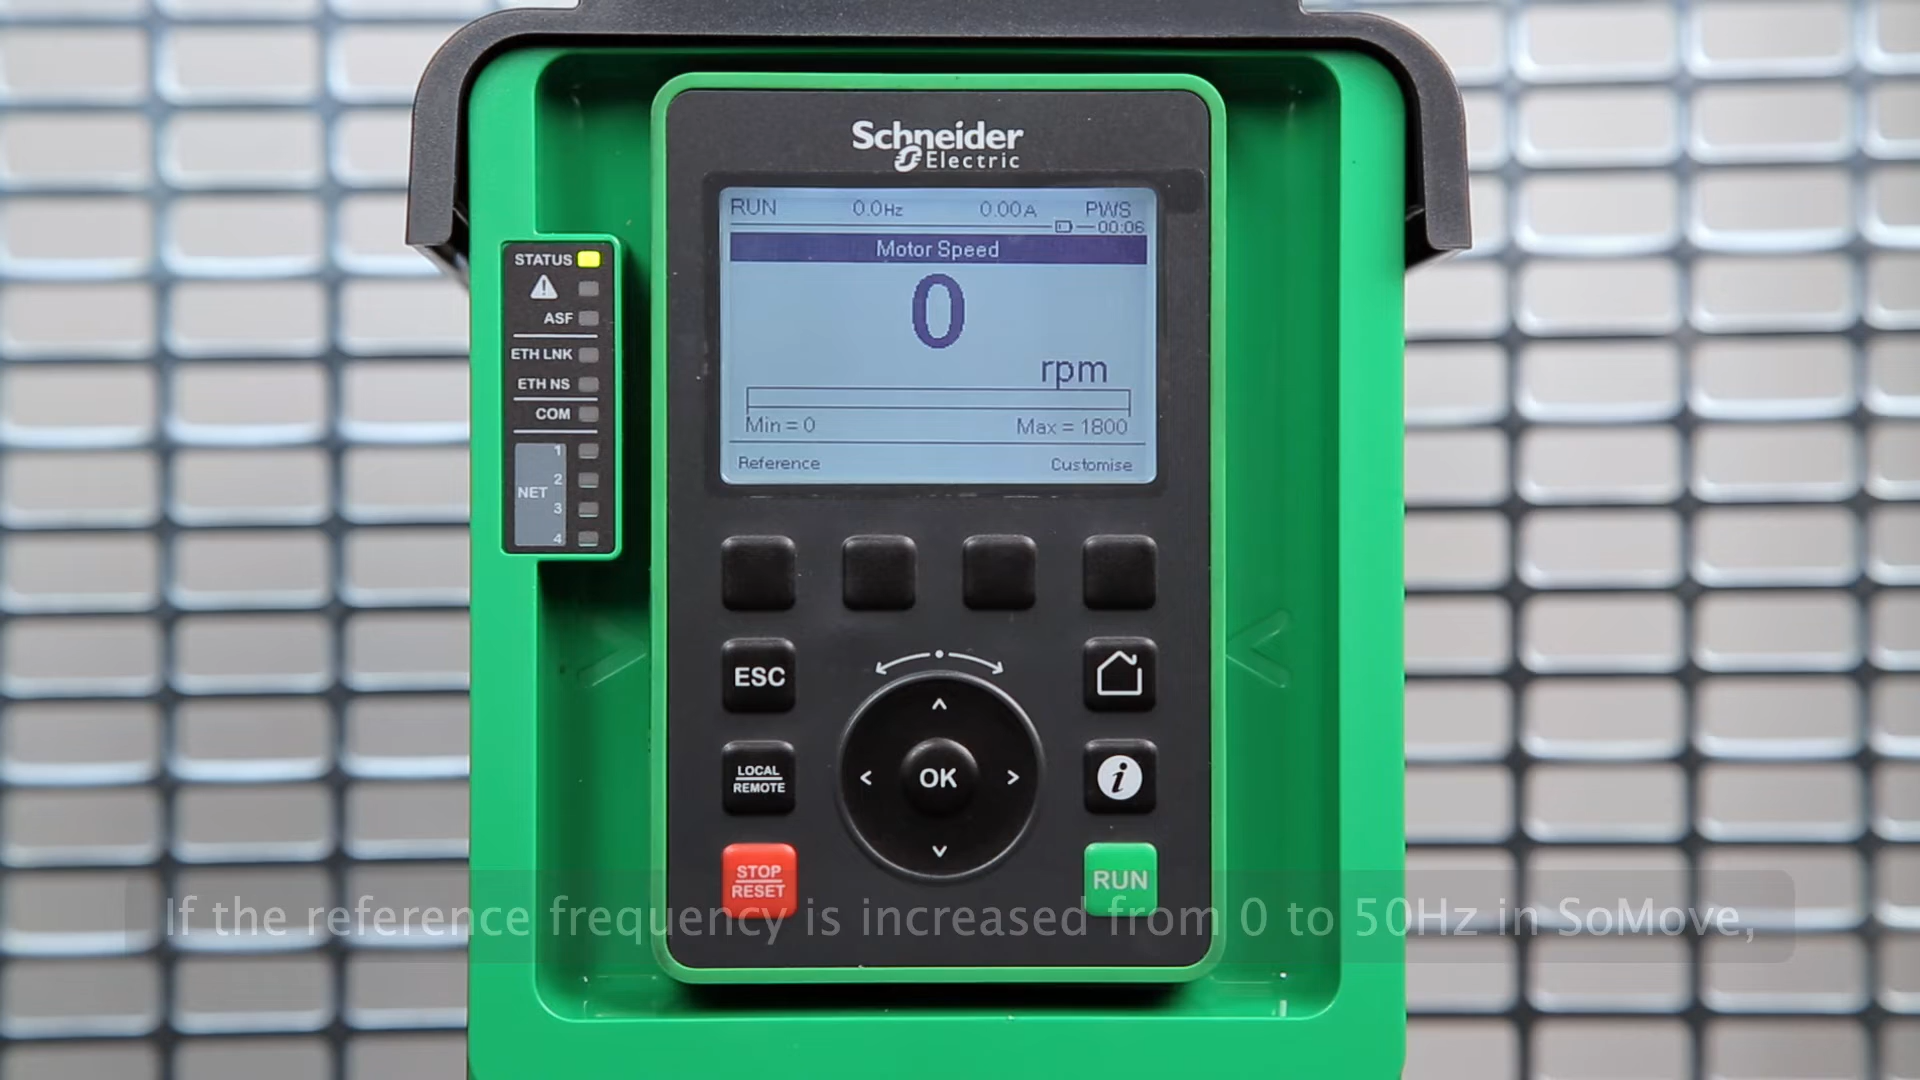 Schneider
Electric
RUN 0.0Hz 0.00A PWS
00:06
Motor Speed
0
rpm
Min = 0 Max = 1800
Reference Customise
STATUS
ASF
ETH LNK
ETH NS
COM
NET
1
2
3
4
ESC
LOCAL
REMOTE
OK
i
STOP
RESET
RUN
If the reference frequency is increased from 0 to 50Hz in SoMove,